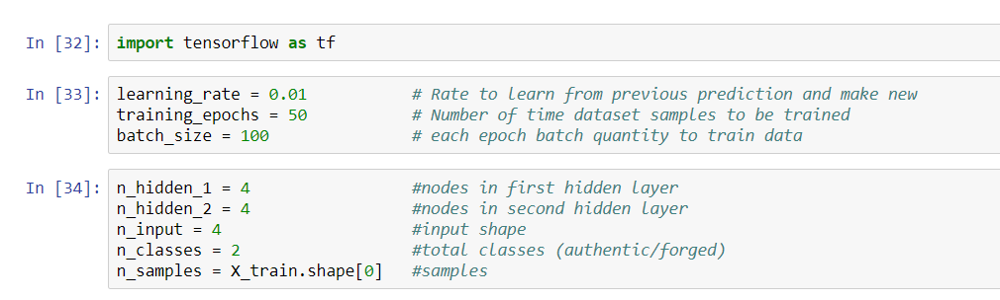 In [32]: import tensorflow as tf
In [33]: learning_rate = 0.01 # Rate to learn from previous prediction and make new
training_epochs = 50 # Number of time dataset samples to be trained
batch_size = 100 # each epoch batch quantity to train data
In [34]: n_hidden_1 = 4 #nodes in first hidden layer
n_hidden_2 = 4 #nodes in second hidden layer
n_input = 4 #input shape
n_classes = 2 #total classes (authentic/forged)
n_samples = X_train.shape[0] #samples